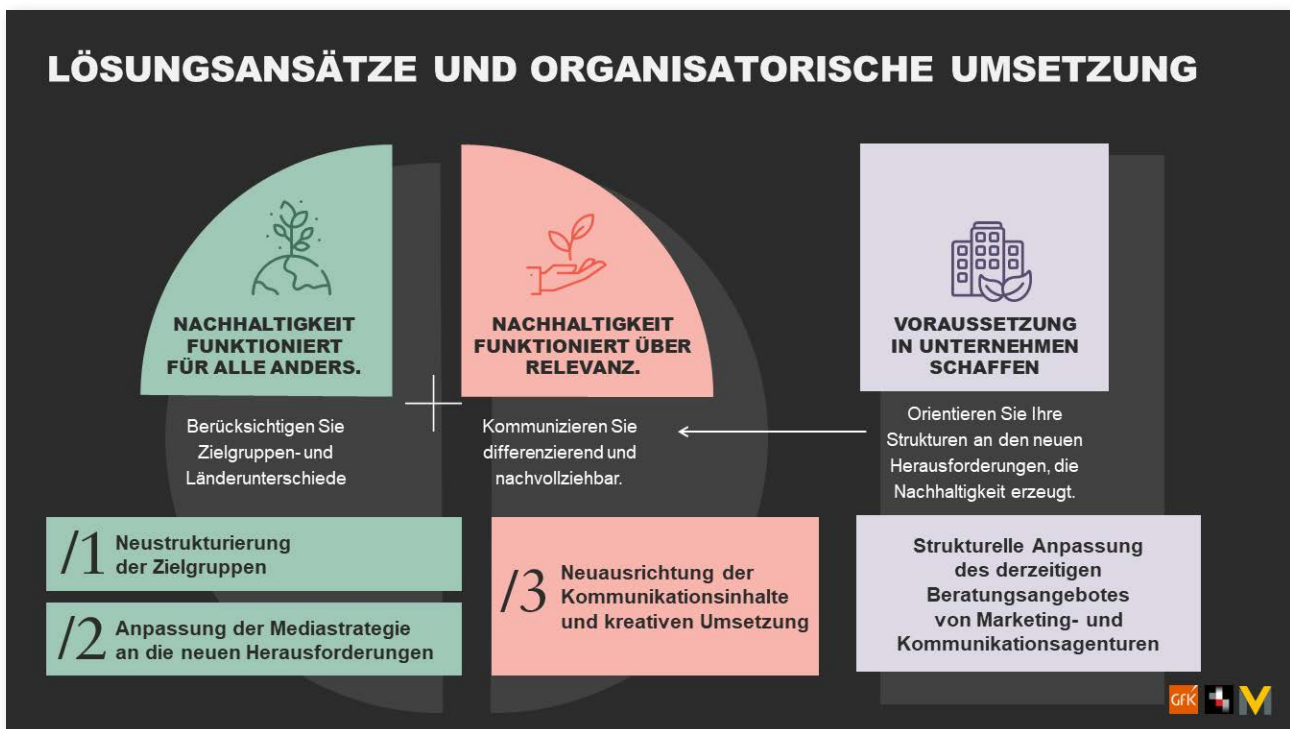 LÖSUNGSANSÄTZE UND ORGANISATORISCHE UMSETZUNG
NACHHALTIGKEIT
FUNKTIONIERT
FÜR ALLE ANDERS.
Berücksichtigen Sie
Zielgruppen- und
Länderunterschiede
/1 Neustrukturierung
der Zielgruppen
/2 Anpassung der Mediastrategie
an die neuen Herausforderungen
NACHHALTIGKEIT
FUNKTIONIERT ÜBER
RELEVANZ.
Kommunizieren Sie
differenzierend und
nachvollziehbar.
/3 Neuausrichtung der
Kommunikationsinhalte
und kreativen Umsetzung
VORAUSSETZUNG
IN UNTERNEHMEN
SCHAFFEN
Orientieren Sie Ihre
Strukturen an den neuen
Herausforderungen, die
Nachhaltigkeit erzeugt.
Strukturelle Anpassung
des derzeitigen
Beratungsangebotes
von Marketing- und
Kommunikationsagenturen
GfK